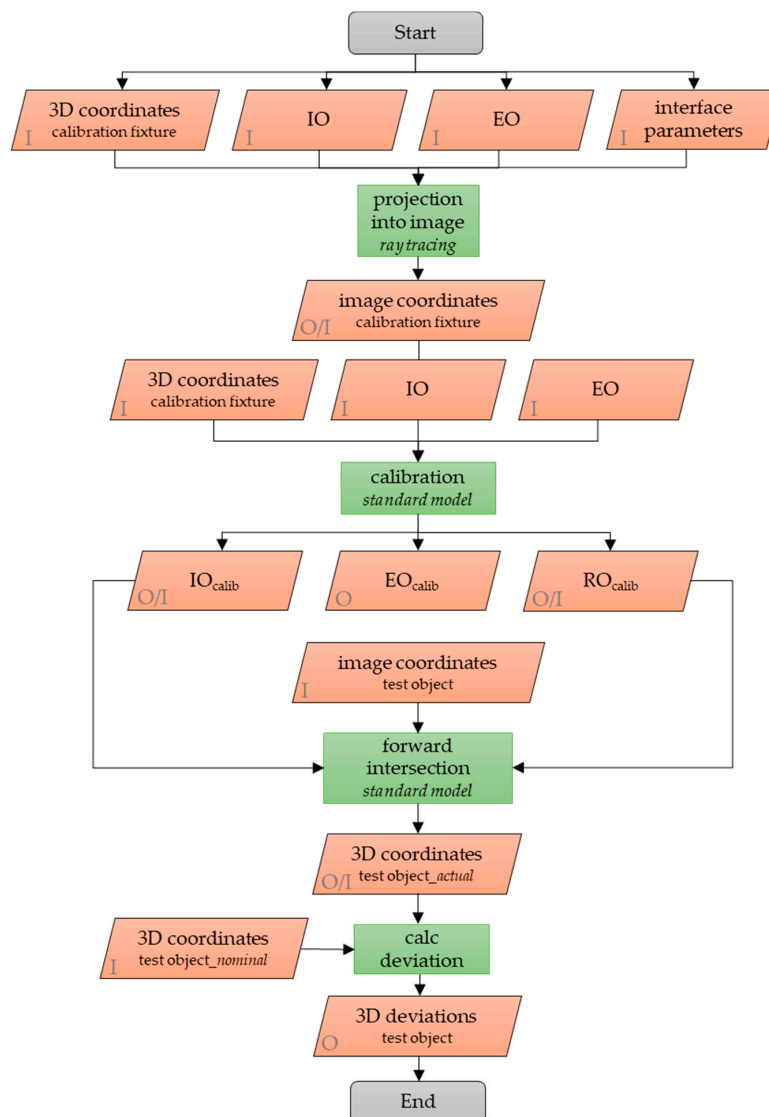 Start
3D coordinates
calibration fixture
I
IO
I
EO
I
interface
parameters
I
projection
into image
ray tracing
image coordinates
calibration fixture
O/I
3D coordinates
calibration fixture
I
IO
I
EO
I
calibration
standard model
IOcalib
O/I
EOcalib
O
ROcalib
O/I
image coordinates
test object
I
forward
intersection
standard model
3D coordinates
test object_actual
O/I
3D coordinates
test object_nominal
I
calc
deviation
3D deviations
test object
O
End